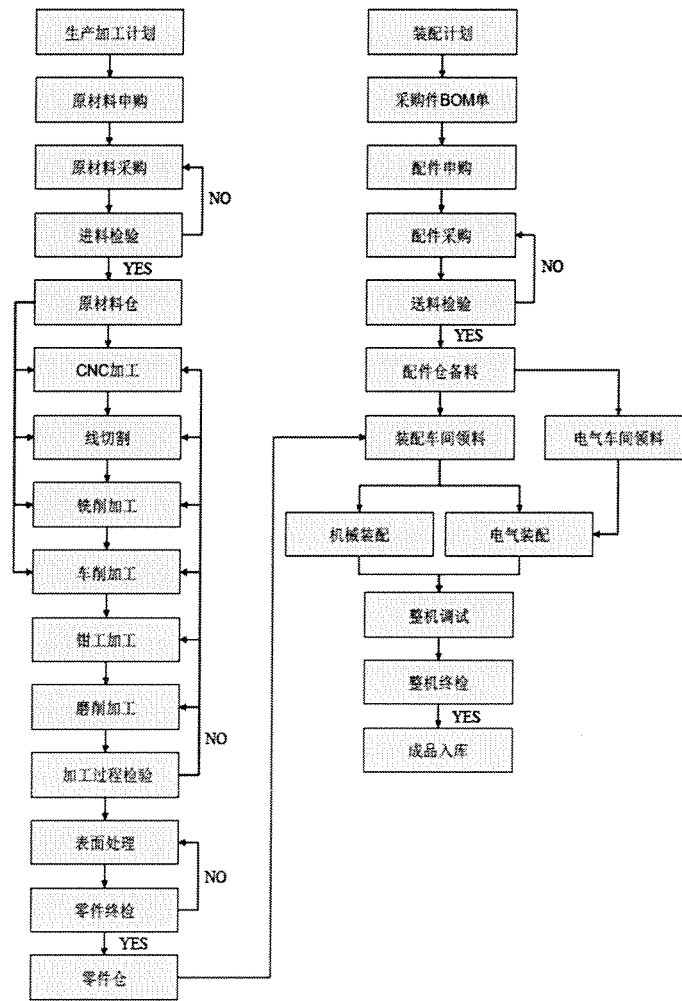 生产加工计划
原材料申购
原材料采购
NO
进料检验
YES
原材料仓
CNC加工
线切割
铣削加工
车削加工
钳工加工
磨削加工
NO
加工过程检验
表面处理
NO
零件终检
YES
零件仓
装配计划
采购件BOM单
配件申购
配件采购
NO
送料检验
YES
配件仓备料
装配车间领料
电气车间领料
机械装配
电气装配
整机调试
整机终检
YES
成品入库